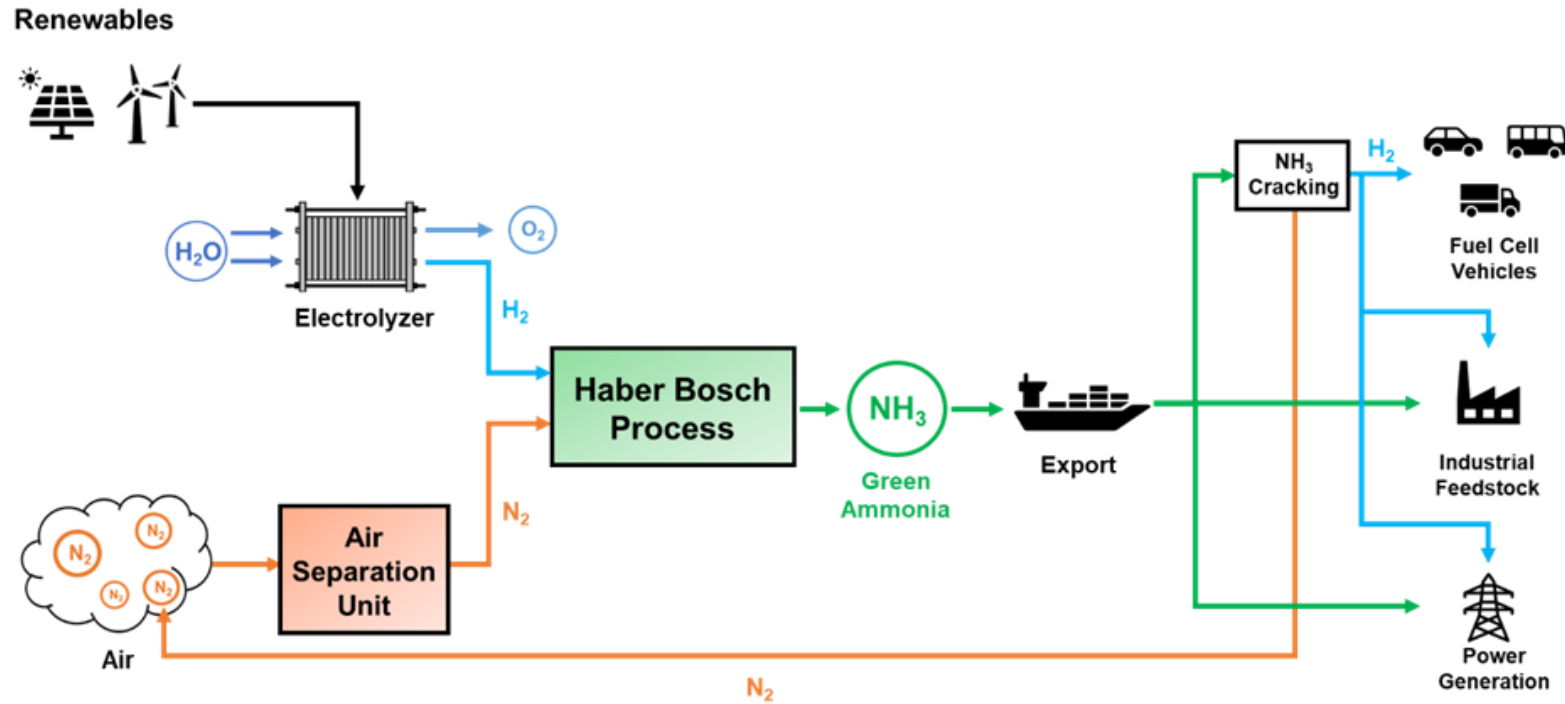 Renewables
H₂O
O₂
Electrolyzer
H₂
Haber Bosch
Process
NH₃
Green
Ammonia
Export
NH₃
Cracking
H₂
Fuel Cell
Vehicles
Industrial
Feedstock
Power
Generation
N₂
N₂
N₂
N₂
Air
Air
Separation
Unit
N₂
N₂